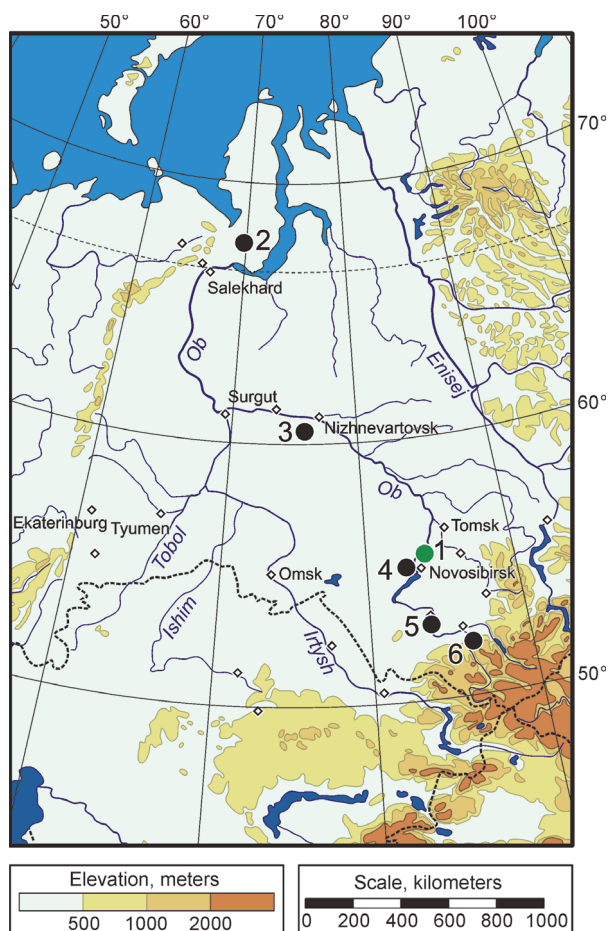 50° 60° 70° 80° 90° 100°
70°
2
Salekhard
Ob
Enisej
Surgut
60°
3
Nizhnevartovsk
Ob
Ekaterinburg
Tyumen
Tomsk
Tobol
1
4
Novosibirsk
Omsk
Ishim
Irtysh
5
6
50°
Elevation, meters
500 1000 2000
Scale, kilometers
0 200 400 600 800 1000